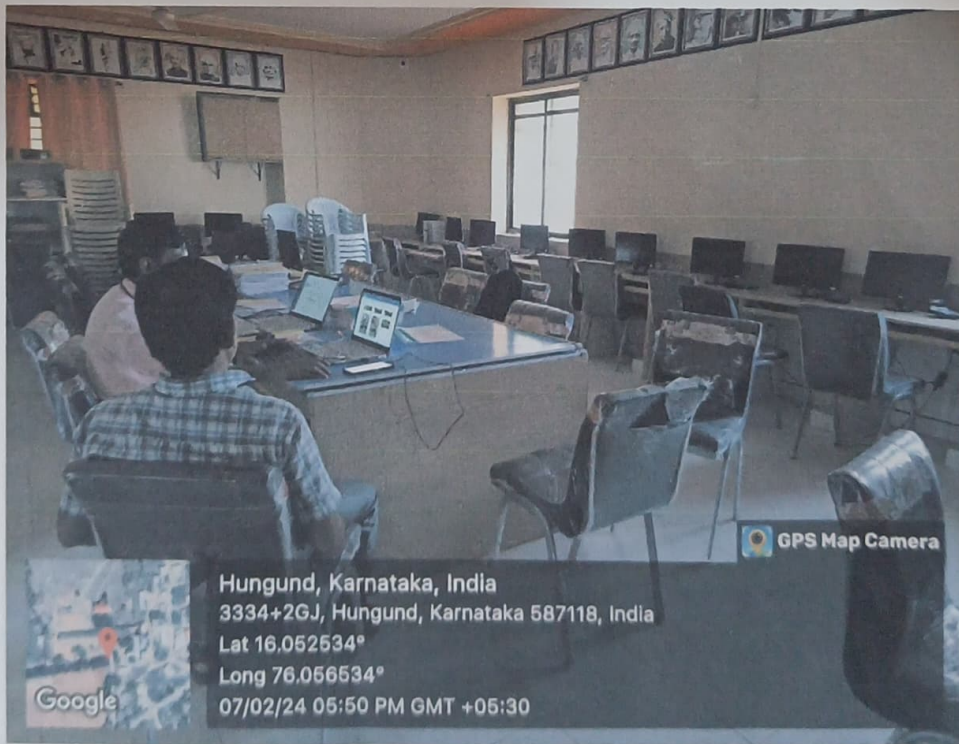 GPS Map Camera
Hungund, Karnataka, India
3334+2GJ, Hungund, Karnataka 587118, India
Lat 16.052534°
Long 76.056534°
07/02/24 05:50 PM GMT +05:30
Google